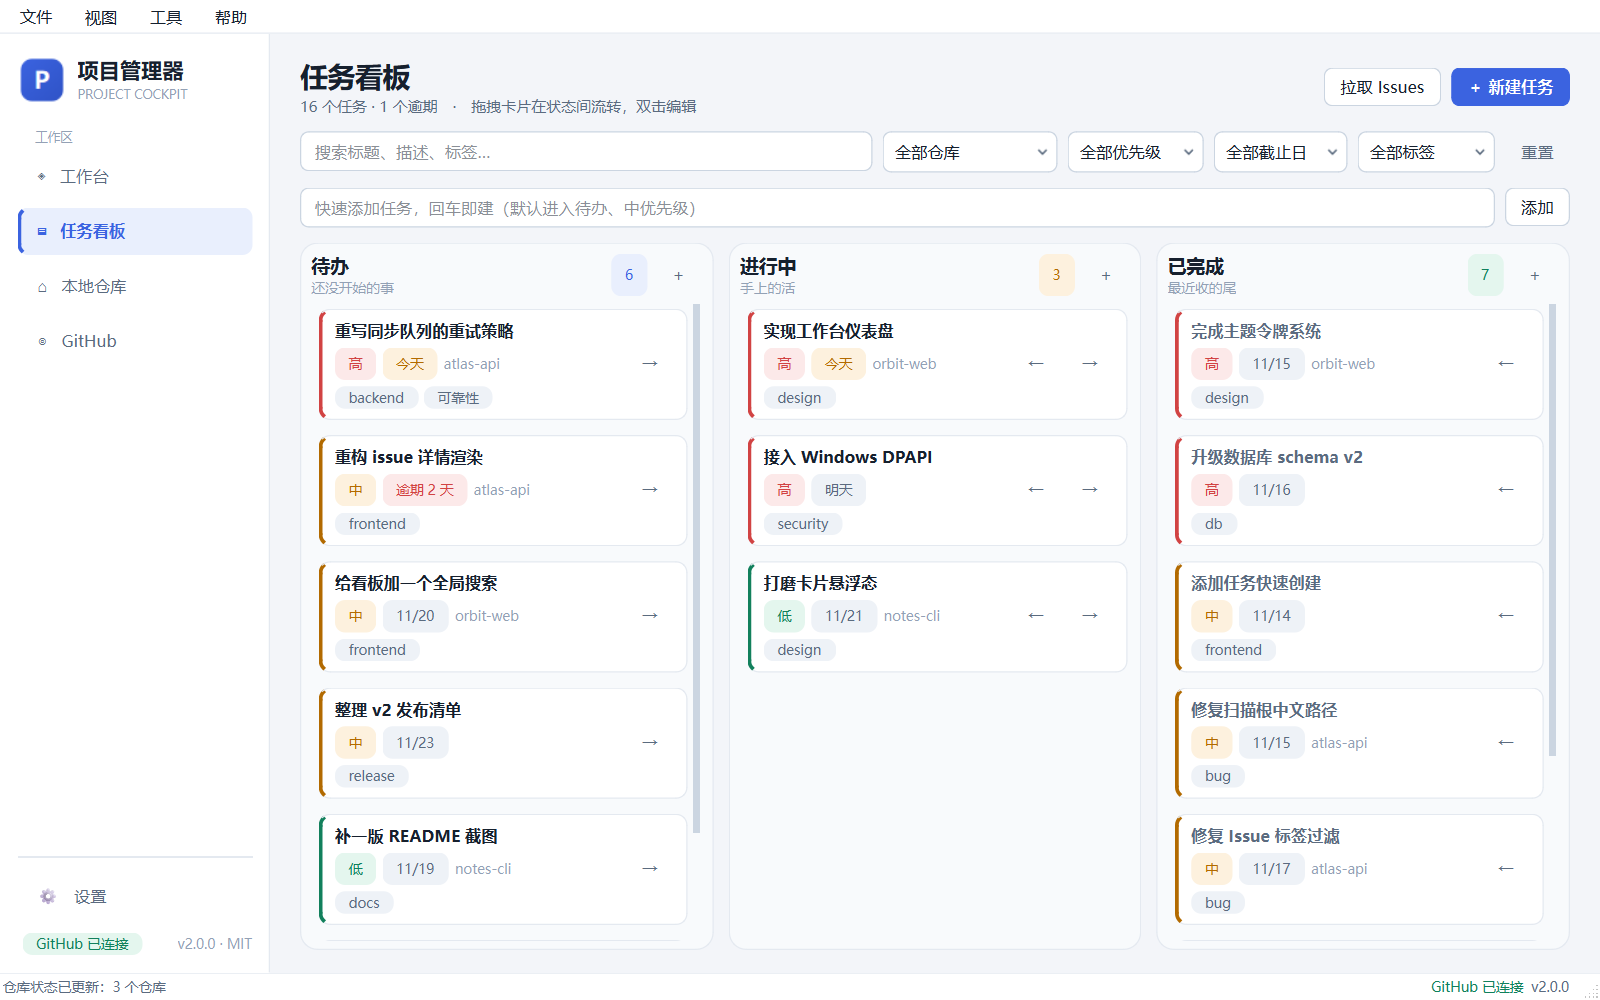 文件 视图 工具 帮助
P
项目管理器
PROJECT COCKPIT
工作区
工作台
任务看板
本地仓库
GitHub
设置
GitHub 已连接 v2.0.0 · MIT
任务看板
16 个任务 · 1 个逾期 · 拖拽卡片在状态间流转，双击编辑
拉取 Issues
+ 新建任务
搜索标题、描述、标签...
全部仓库
全部优先级
全部截止日
全部标签
重置
快速添加任务，回车即建（默认进入待办、中优先级）
添加
待办
还没开始的事
6 +
重写同步队列的重试策略
高 今天 atlas-api →
backend 可靠性
重构 issue 详情渲染
中 逾期 2 天 atlas-api →
frontend
给看板加一个全局搜索
中 11/20 orbit-web →
frontend
整理 v2 发布清单
中 11/23 →
release
补一版 README 截图
低 11/19 notes-cli →
docs
进行中
手上的活
3 +
实现工作台仪表盘
高 今天 orbit-web ← →
design
接入 Windows DPAPI
高 明天 ← →
security
打磨卡片悬浮态
低 11/21 notes-cli ← →
design
已完成
最近收的尾
7 +
完成主题令牌系统
高 11/15 orbit-web ←
design
升级数据库 schema v2
高 11/16 ←
db
添加任务快速创建
中 11/14 ←
frontend
修复扫描根中文路径
中 11/15 atlas-api ←
bug
修复 Issue 标签过滤
中 11/17 atlas-api ←
bug
仓库状态已更新：3 个仓库
GitHub 已连接 v2.0.0